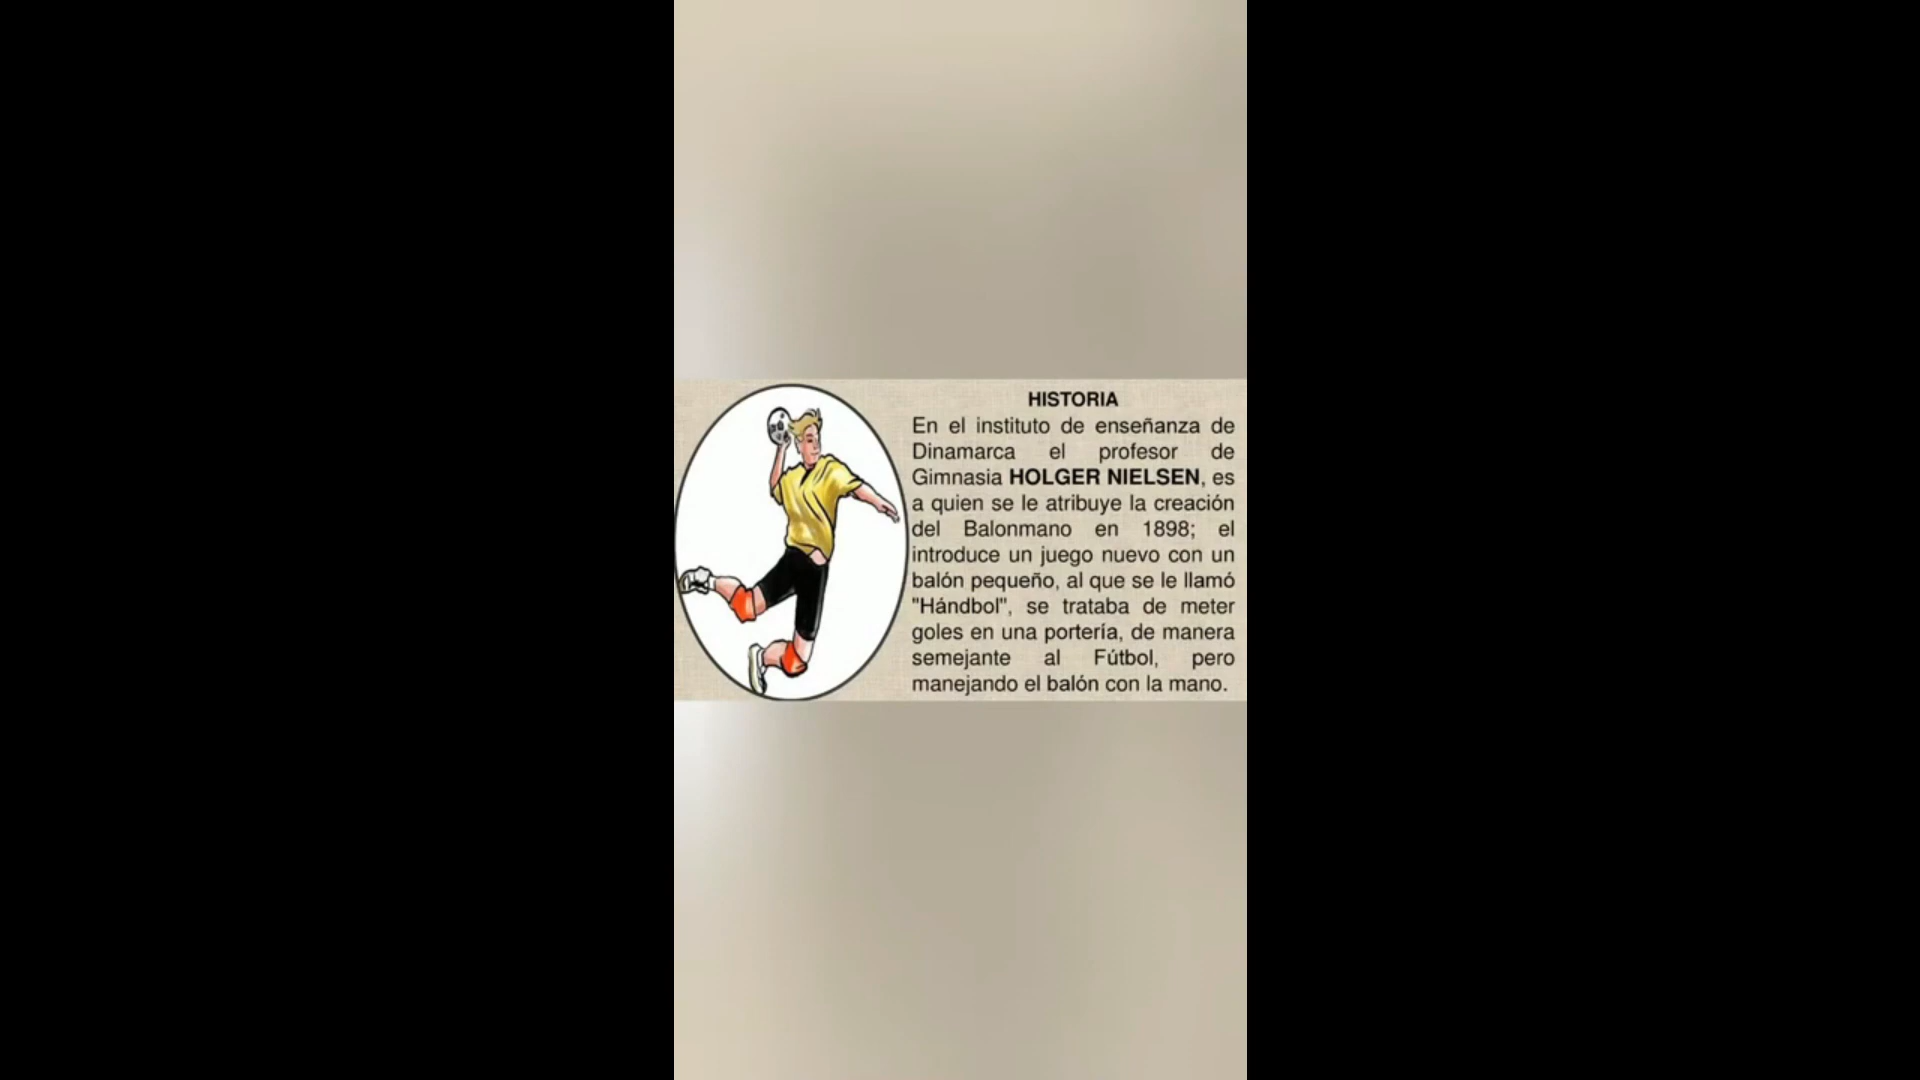 HISTORIA
En el instituto de enseñanza de
Dinamarca el profesor de
Gimnasia HOLGER NIELSEN, es
a quien se le atribuye la creación
del Balonmano en 1898; el
introduce un juego nuevo con un
balón pequeño, al que se le llamó
"Hándbol", se trataba de meter
goles en una portería, de manera
semejante al Fútbol, pero
manejando el balón con la mano.